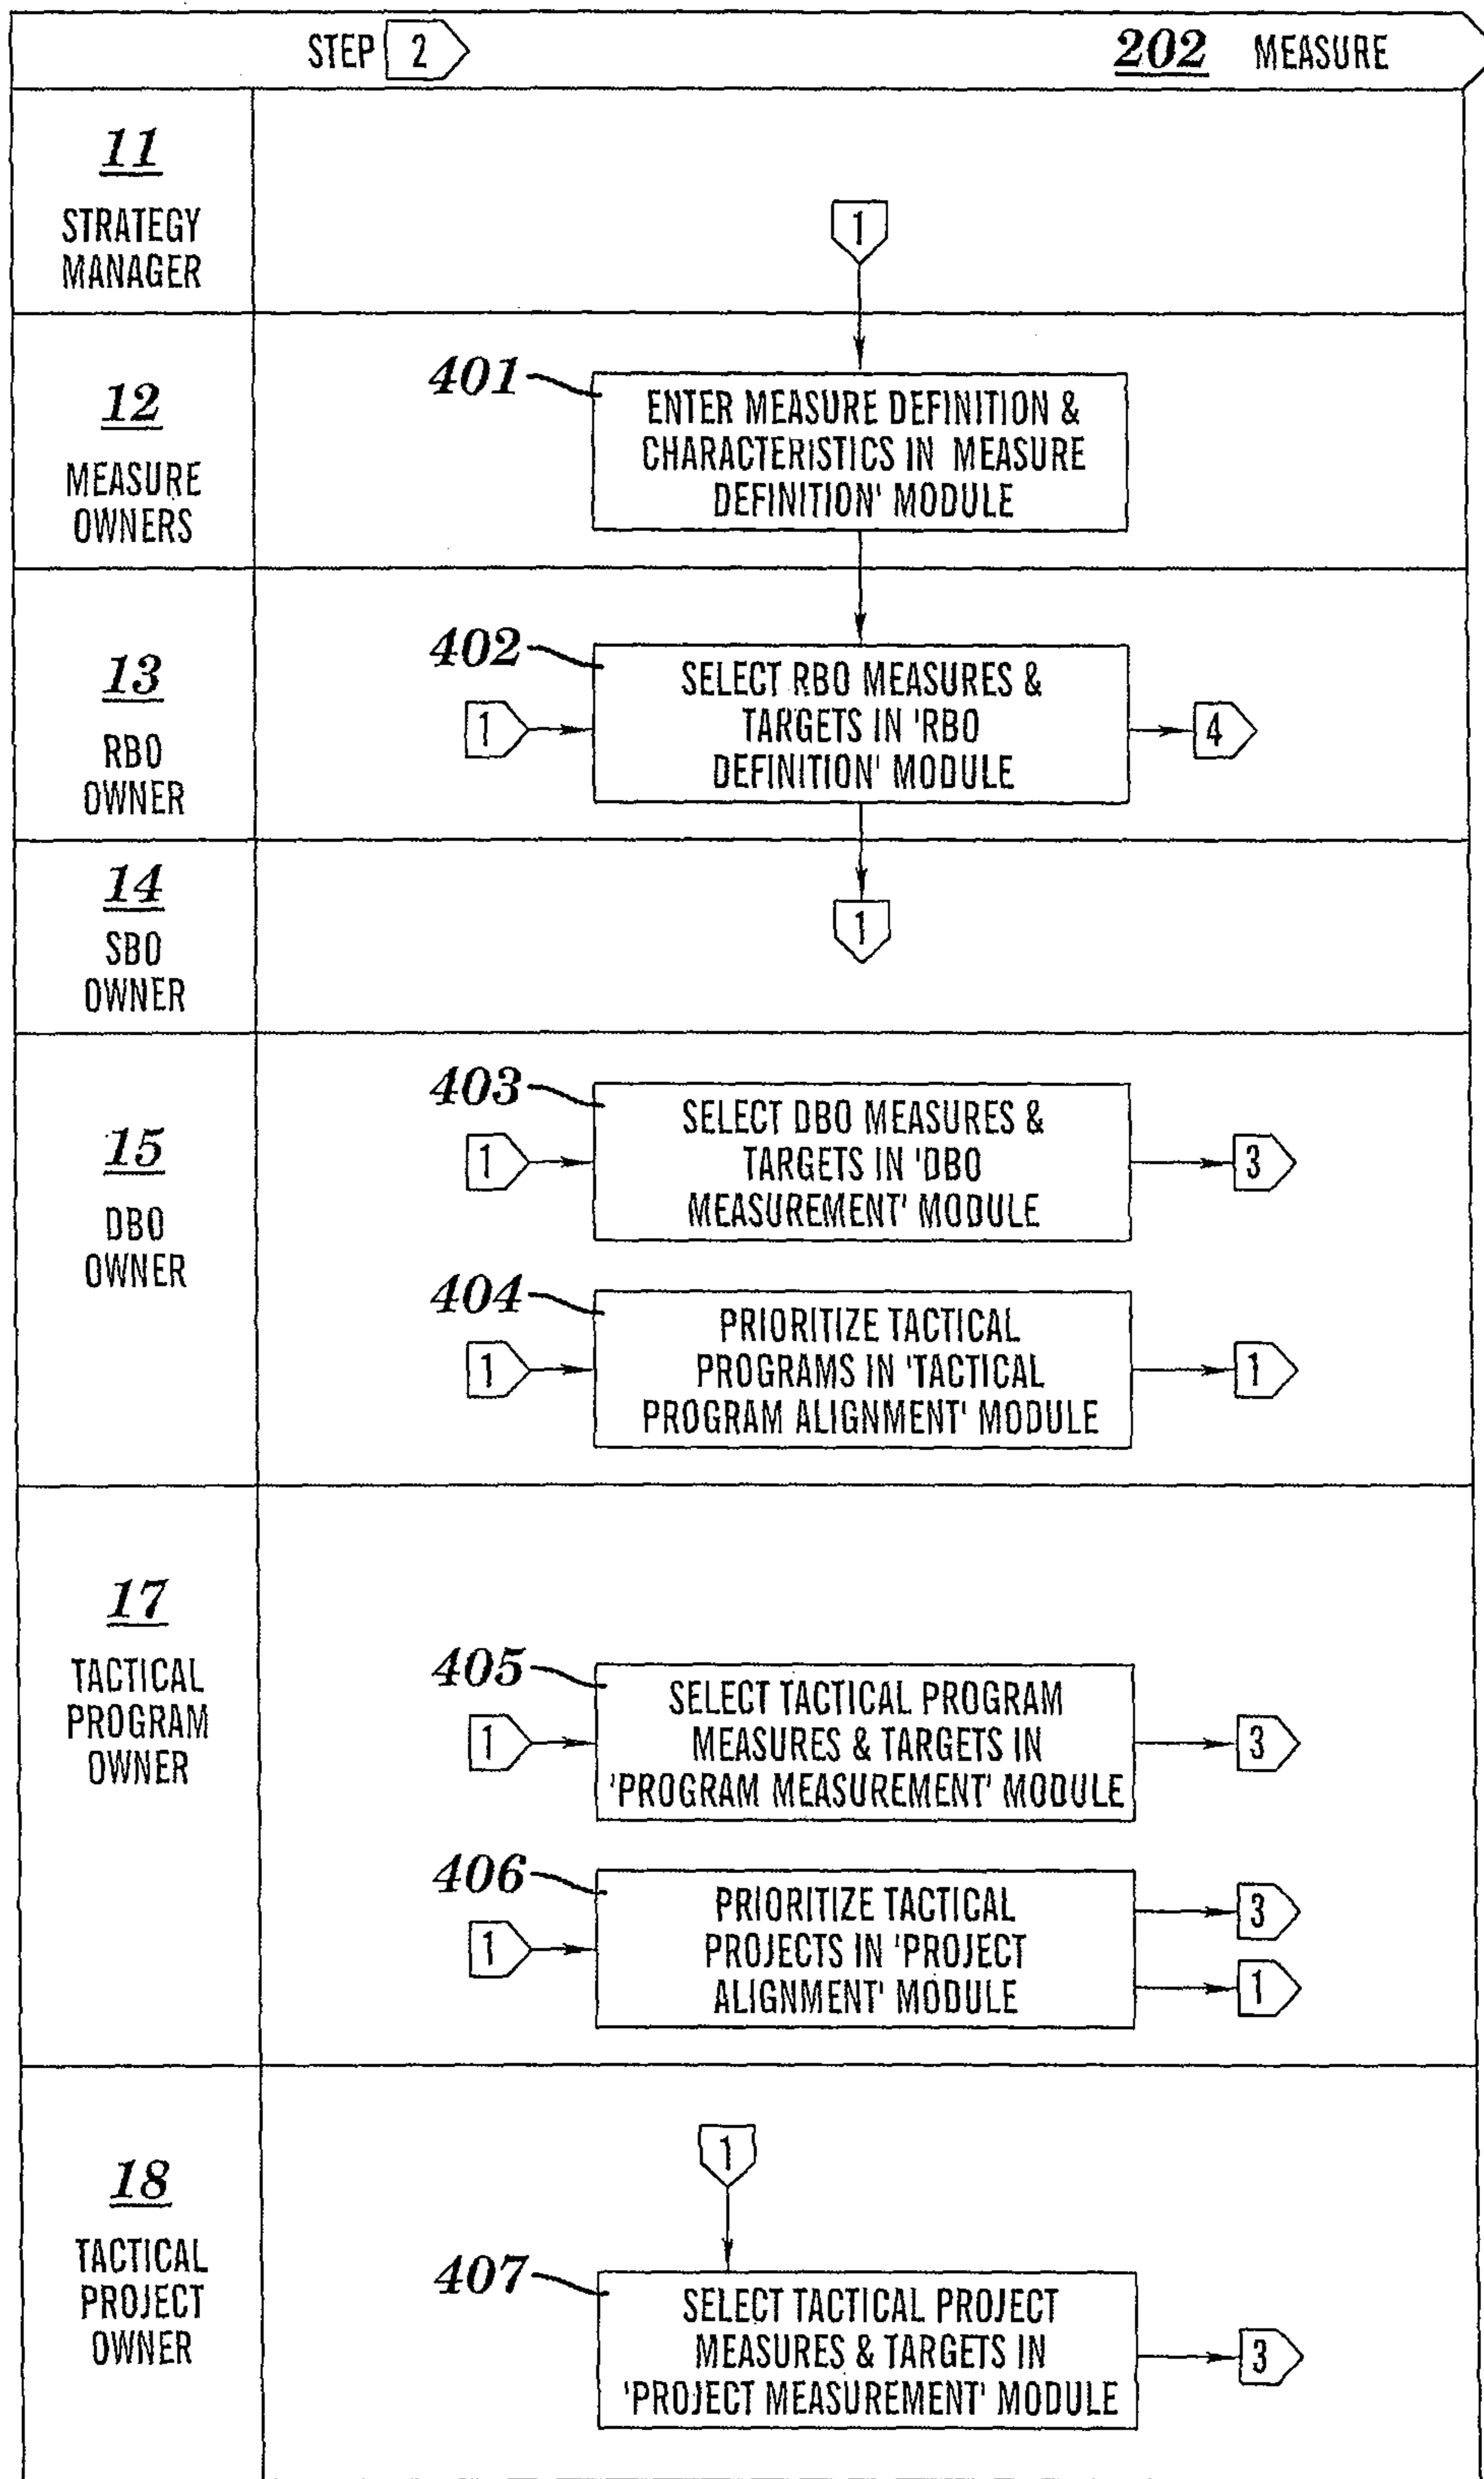 STEP 2
202 MEASURE
11
STRATEGY
MANAGER
1
12
MEASURE
OWNERS
401
ENTER MEASURE DEFINITION &
CHARACTERISTICS IN MEASURE
DEFINITION' MODULE
13
RBO
OWNER
402
1
SELECT RBO MEASURES &
TARGETS IN 'RBO
DEFINITION' MODULE
4
14
SBO
OWNER
1
15
DBO
OWNER
403
1
SELECT DBO MEASURES &
TARGETS IN 'DBO
MEASUREMENT' MODULE
3
404
1
PRIORITIZE TACTICAL
PROGRAMS IN 'TACTICAL
PROGRAM ALIGNMENT' MODULE
1
17
TACTICAL
PROGRAM
OWNER
405
1
SELECT TACTICAL PROGRAM
MEASURES & TARGETS IN
'PROGRAM MEASUREMENT' MODULE
3
406
1
PRIORITIZE TACTICAL
PROJECTS IN 'PROJECT
ALIGNMENT' MODULE
3
1
18
TACTICAL
PROJECT
OWNER
1
407
SELECT TACTICAL PROJECT
MEASURES & TARGETS IN
'PROJECT MEASUREMENT' MODULE
3